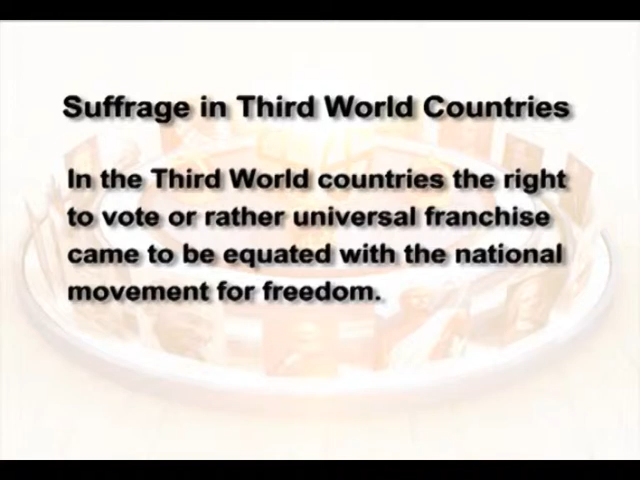 Suffrage in Third World Countries
In the Third World countries the right
to vote or rather universal franchise
came to be equated with the national
movement for freedom.